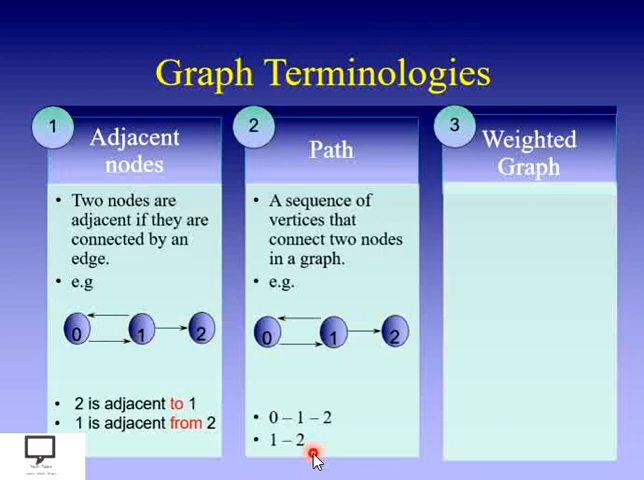 Graph Terminologies
1
Adjacent
nodes
• Two nodes are
adjacent if they are
connected by an
edge.
• e.g
0 1 2
• 2 is adjacent to 1
• 1 is adjacent from 2
2
Path
• A sequence of
vertices that
connect two nodes
in a graph.
• e.g.
0 1 2
• 0 – 1 – 2
• 1 – 2
3
Weighted
Graph